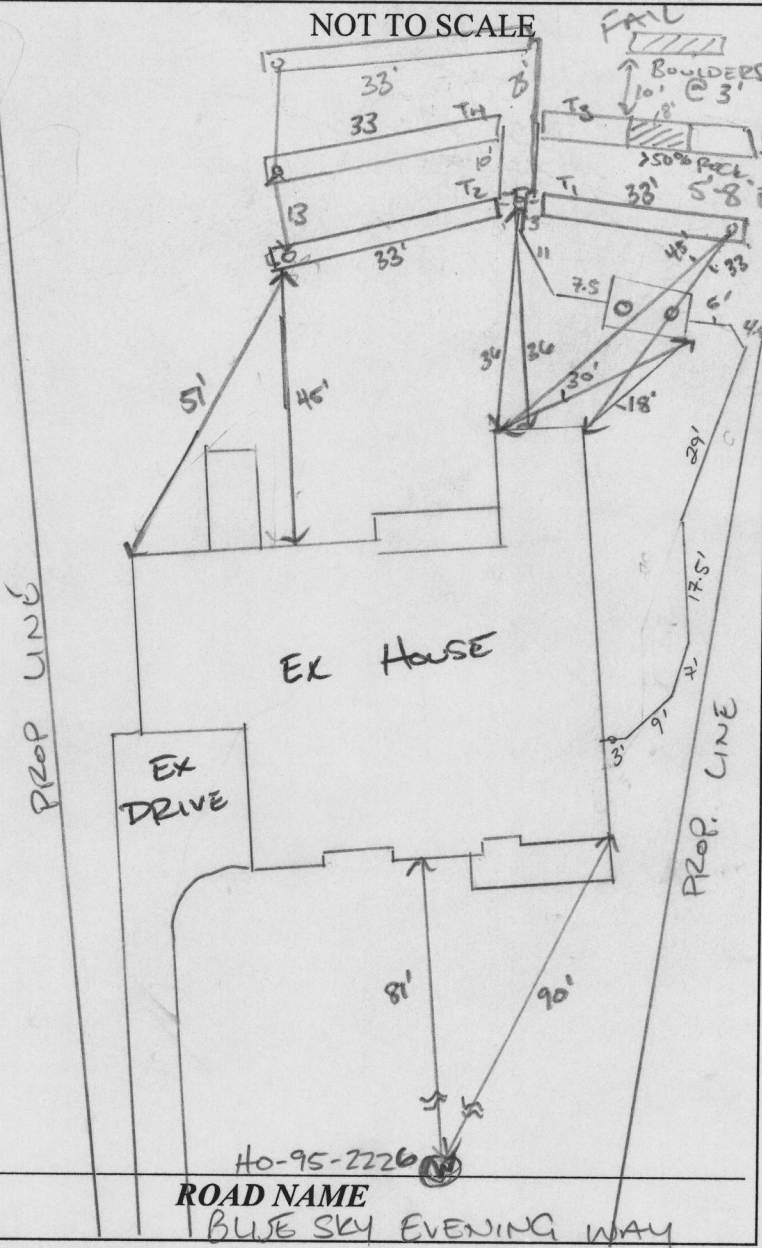 NOT TO SCALE
FAIL
BOULDERS
@ 3'
10'
33'
8'
33
T4
T3
8'
10'
>50% ROCK
5'-8'
13
T2
T1
33'
33'
3
11
45'
33'
7.5
6'
36
36
30'
18'
51'
45'
29'
17.5'
EX HOUSE
9'
3'
PROP LINE
EX
DRIVE
PROP. LINE
81'
90'
HO-95-2226
W
ROAD NAME
BLUE SKY EVENING WAY